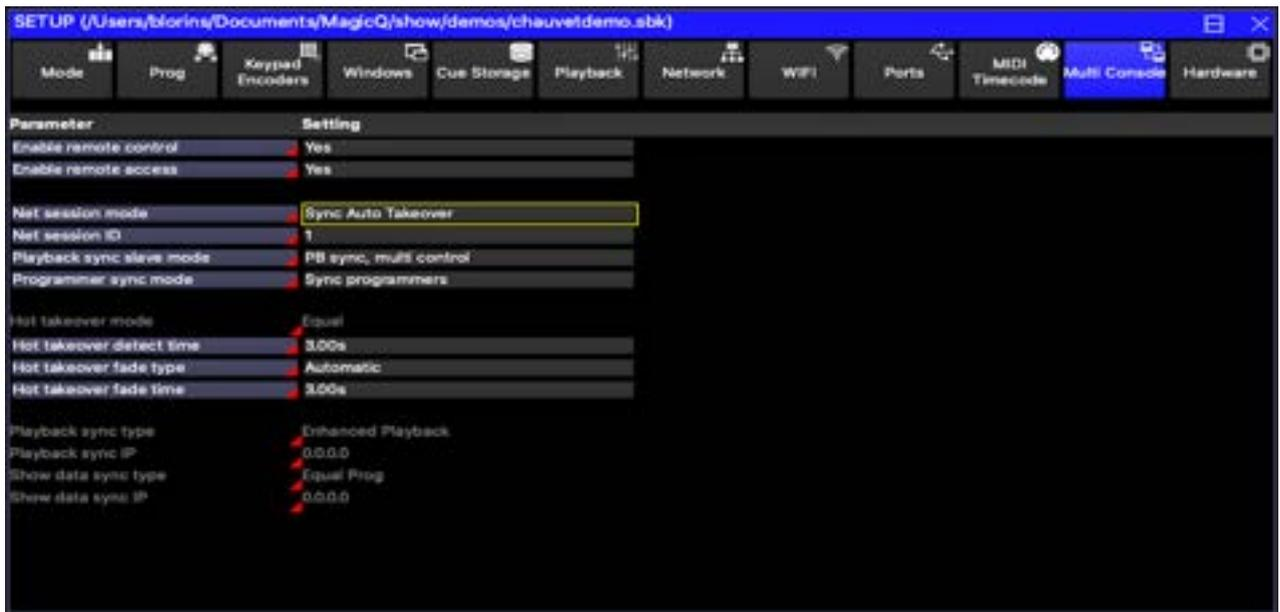 SETUP (/Users/blorins/Documents/MagicQ/show/demos/chauvetdemo.sbk)
Mode Prog Keypad Encoders Windows Cue Storage Playback Network WIFI Ports MIDI Timecode Multi Console Hardware
Parameter Setting
Enable remote control Yes
Enable remote access Yes
Net session mode Sync Auto Takeover
Net session ID 1
Playback sync slave mode PB sync, multi control
Programmer sync mode Sync programmers
Hot takeover mode Equal
Hot takeover detect time 3.00s
Hot takeover fade type Automatic
Hot takeover fade time 3.00s
Playback sync type Enhanced Playback
Playback sync IP 0.0.0.0
Show data sync type Equal Prog
Show data sync IP 0.0.0.0